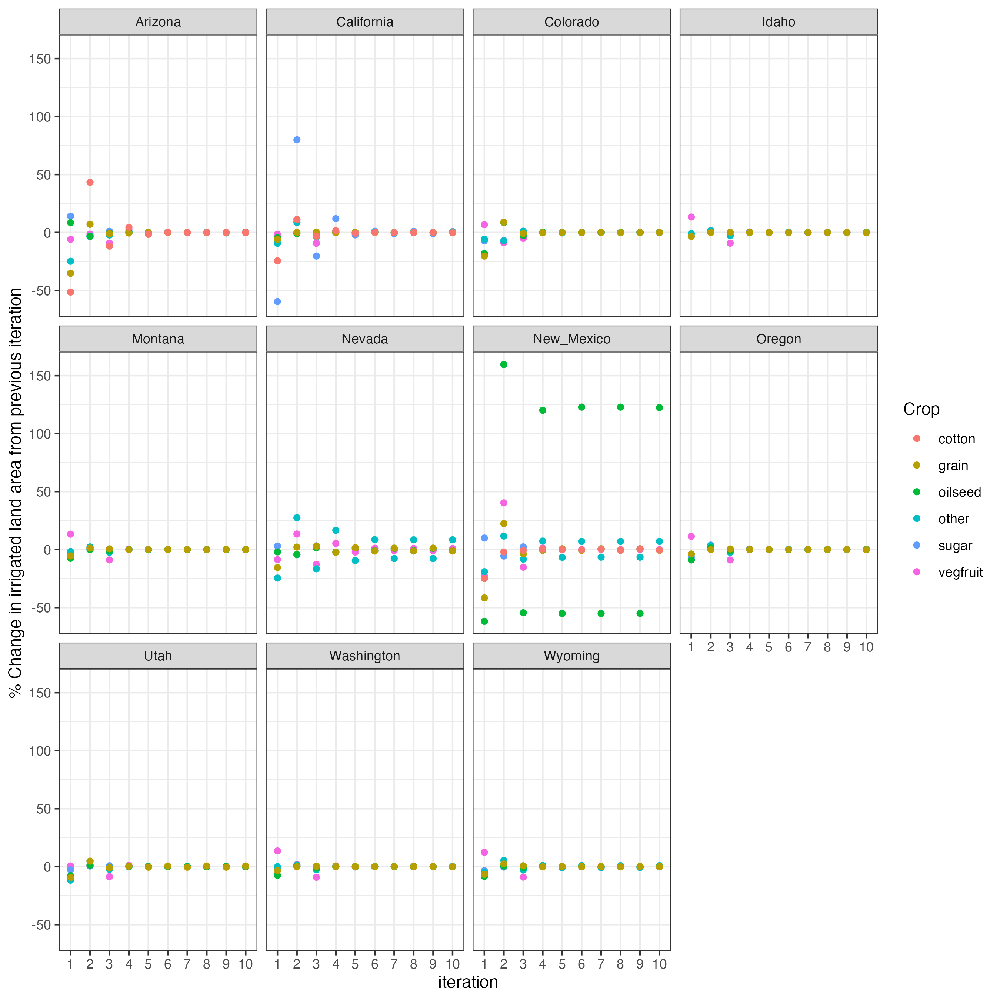 Arizona California Colorado Idaho
150
100
50
0
-50
Montana Nevada New_Mexico Oregon
150
100
50
0
-50
1 2 3 4 5 6 7 8 9 10
Utah Washington Wyoming
150
100
50
0
-50
1 2 3 4 5 6 7 8 9 10 1 2 3 4 5 6 7 8 9 10 1 2 3 4 5 6 7 8 9 10
iteration
% Change in irrigated land area from previous iteration
Crop
cotton
grain
oilseed
other
sugar
vegfruit